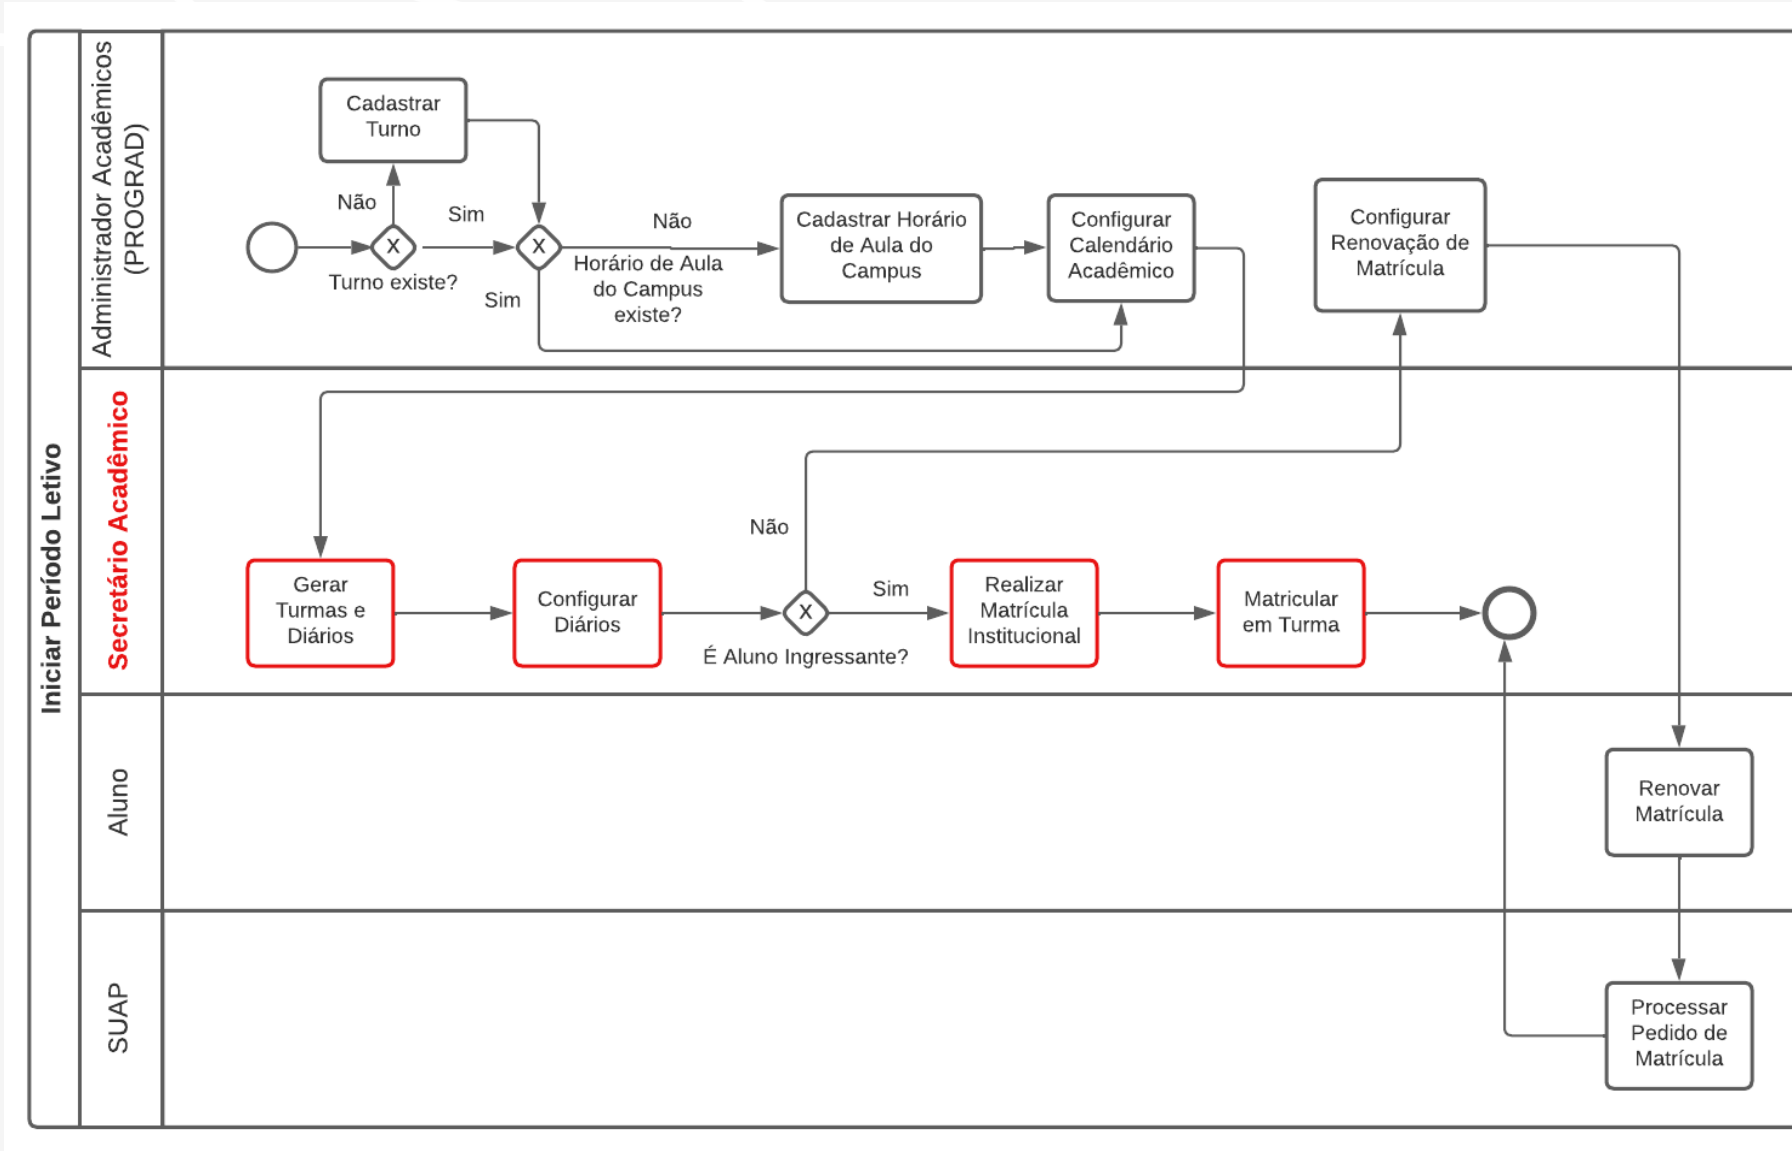 Iniciar Período Letivo
Administrador Acadêmicos
(PROGRAD)
Cadastrar
Turno
Não
Sim
X
Turno existe?
X
Não
Horário de Aula
do Campus
existe?
Sim
Cadastrar Horário
de Aula do
Campus
Configurar
Calendário
Acadêmico
Configurar
Renovação de
Matrícula
Secretário Acadêmico
Gerar
Turmas e
Diários
Configurar
Diários
Não
X
Sim
É Aluno Ingressante?
Realizar
Matrícula
Institucional
Matricular
em Turma
Aluno
Renovar
Matrícula
SUAP
Processar
Pedido de
Matrícula